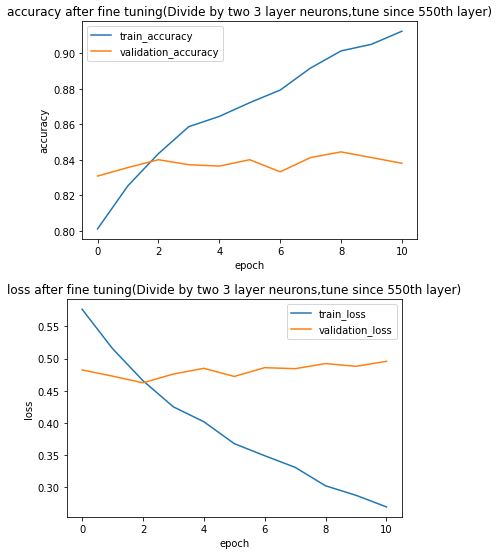 accuracy after fine tuning(Divide by two 3 layer neurons,tune since 550th layer)
train_accuracy
validation_accuracy
0.90
0.88
0.86
0.84
0.82
0.80
accuracy
0 2 4 6 8 10
epoch
loss after fine tuning(Divide by two 3 layer neurons,tune since 550th layer)
train_loss
validation_loss
0.55
0.50
0.45
0.40
0.35
0.30
loss
0 2 4 6 8 10
epoch